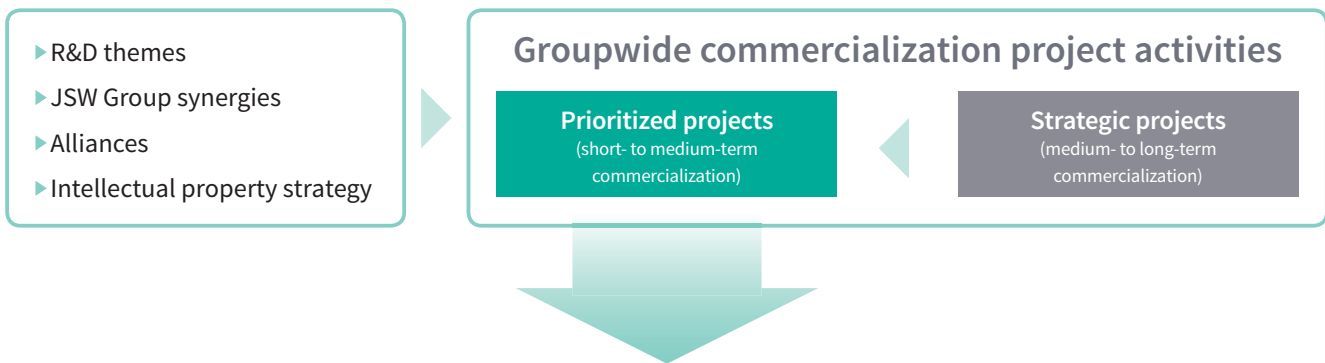 R&D themes
JSW Group synergies
Alliances
Intellectual property strategy
Groupwide commercialization project activities
Prioritized projects
(short- to medium-term
commercialization)
Strategic projects
(medium- to long-term
commercialization)